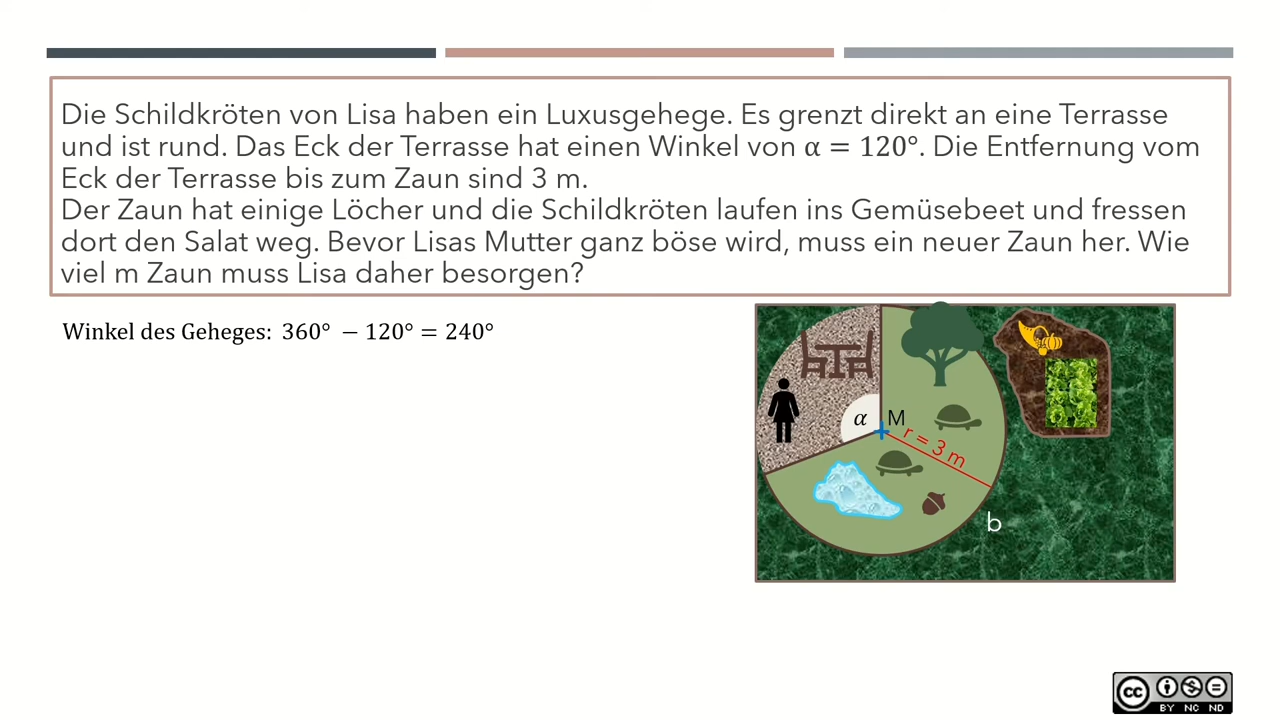 Die Schildkröten von Lisa haben ein Luxusgehege. Es grenzt direkt an eine Terrasse
und ist rund. Das Eck der Terrasse hat einen Winkel von α = 120°. Die Entfernung vom
Eck der Terrasse bis zum Zaun sind 3 m.
Der Zaun hat einige Löcher und die Schildkröten laufen ins Gemüsebeet und fressen
dort den Salat weg. Bevor Lisas Mutter ganz böse wird, muss ein neuer Zaun her. Wie
viel m Zaun muss Lisa daher besorgen?
Winkel des Geheges: 360° − 120° = 240°
α
M
r = 3 m
b
cc
BY NC ND